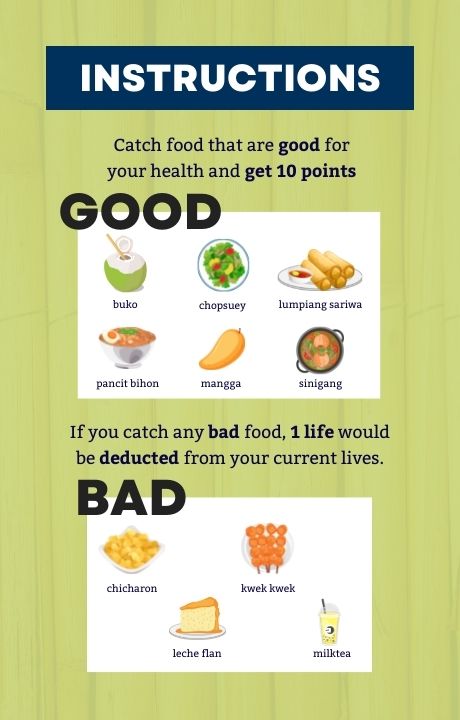 INSTRUCTIONS
Catch food that are good for
your health and get 10 points
GOOD
buko
chopsuey
lumpiang sariwa
pancit bihon
mangga
sinigang
If you catch any bad food, 1 life would
be deducted from your current lives.
BAD
chicharon
kwek kwek
leche flan
milktea